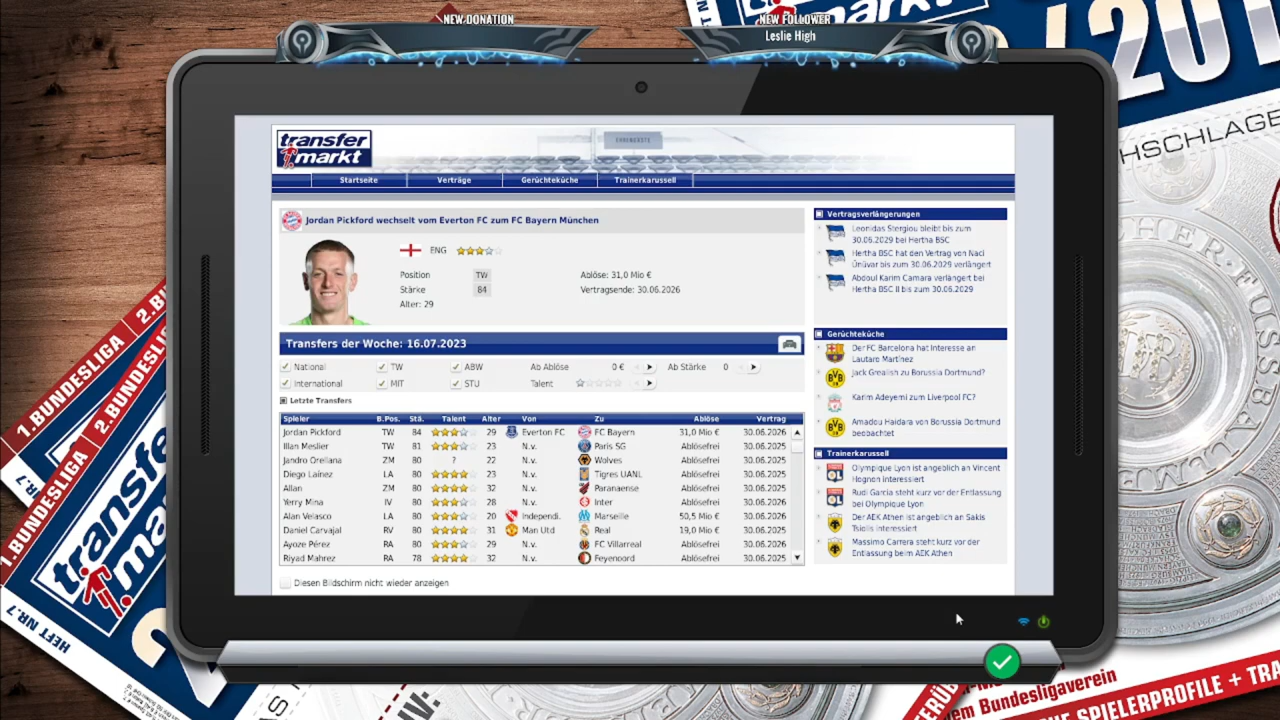 NEW DONATION
NEW FOLLOWER
Leslie High
transfer
markt
Startseite
Verträge
Gerüchteküche
Trainerkarussell
Jordan Pickford wechselt vom Everton FC zum FC Bayern München
ENG
Position TW
Stärke 84
Alter: 29
Ablöse: 31,0 Mio €
Vertragsende: 30.06.2026
Transfers der Woche: 16.07.2023
National TW ABW Ab Ablöse 0 € Ab Stärke 0
International MIT STU Talent
Letzte Transfers
Spieler B.Pos. Stä. Talent Alter Von Zu Ablöse Vertrag
Jordan Pickford TW 84 29 Everton FC FC Bayern 31,0 Mio € 30.06.2026
Illan Meslier TW 81 23 N.v. Paris SG Ablösefrei 30.06.2025
Jandro Orellana ZM 80 ? 22 N.v. Wolves Ablösefrei 30.06.2025
Diego Laínez LA 80 23 N.v. Tigres UANL Ablösefrei 30.06.2025
Allan ZM 80 32 N.v. Paranaense Ablösefrei 30.06.2025
Yerry Mina IV 80 28 N.v. Inter Ablösefrei 30.06.2026
Alan Velasco LA 80 20 Independi. Marseille 50,5 Mio € 30.06.2026
Daniel Carvajal RV 80 31 Man Utd Real 19,0 Mio € 30.06.2025
Ayoze Pérez RA 80 29 N.v. FC Villarreal Ablösefrei 30.06.2026
Riyad Mahrez RA 78 32 N.v. Feyenoord Ablösefrei 30.06.2025
Diesen Bildschirm nicht wieder anzeigen
Vertragsverlängerungen
Leonidas Stergiou bleibt bis zum
30.06.2029 bei Hertha BSC
Hertha BSC hat den Vertrag von Naci
Ünüvar bis zum 30.06.2029 verlängert
Abdoul Karim Camara verlängert bei
Hertha BSC II bis zum 30.06.2029
Gerüchteküche
Der FC Barcelona hat Interesse an
Lautaro Martínez
Jack Grealish zu Borussia Dortmund?
Karim Adeyemi zum Liverpool FC?
Amadou Haidara von Borussia Dortmund
beobachtet
Trainerkarussell
Olympique Lyon ist angeblich an Vincent
Hognon interessiert
Rudi Garcia steht kurz vor der Entlassung
bei Olympique Lyon
Der AEK Athen ist angeblich an Sakis
Tsiolis interessiert
Massimo Carrera steht kurz vor der
Entlassung beim AEK Athen
1.BUNDESLIGA
2.BUNDESLIGA
1.BUNDESLIGA
HEFT NR.7
Bundesligaverein
SPIELERPROFILE + TRA